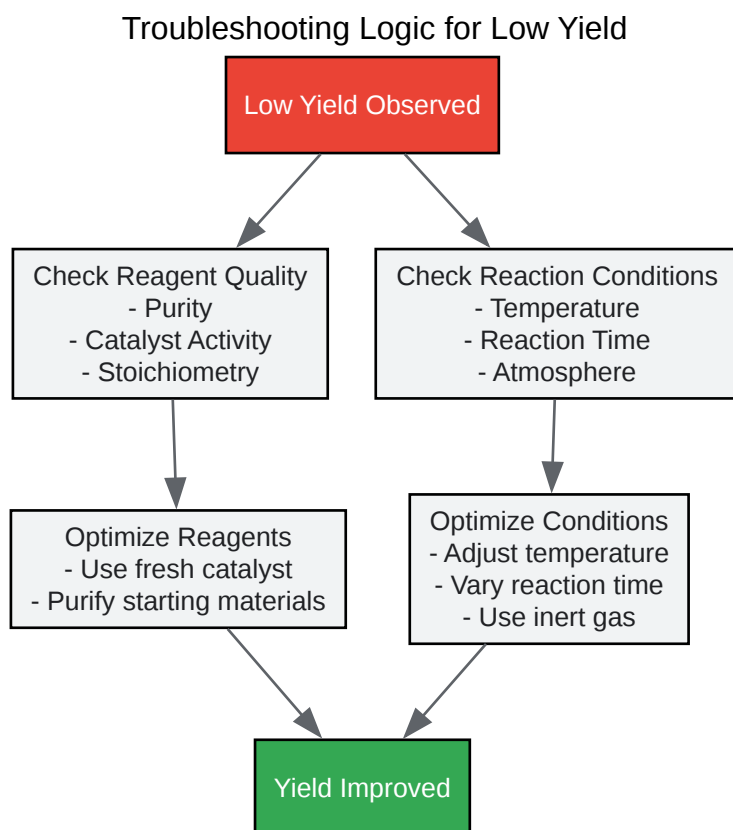 Troubleshooting Logic for Low Yield
Low Yield Observed
Check Reagent Quality
- Purity
- Catalyst Activity
- Stoichiometry
Check Reaction Conditions
- Temperature
- Reaction Time
- Atmosphere
Optimize Reagents
- Use fresh catalyst
- Purify starting materials
Optimize Conditions
- Adjust temperature
- Vary reaction time
- Use inert gas
Yield Improved